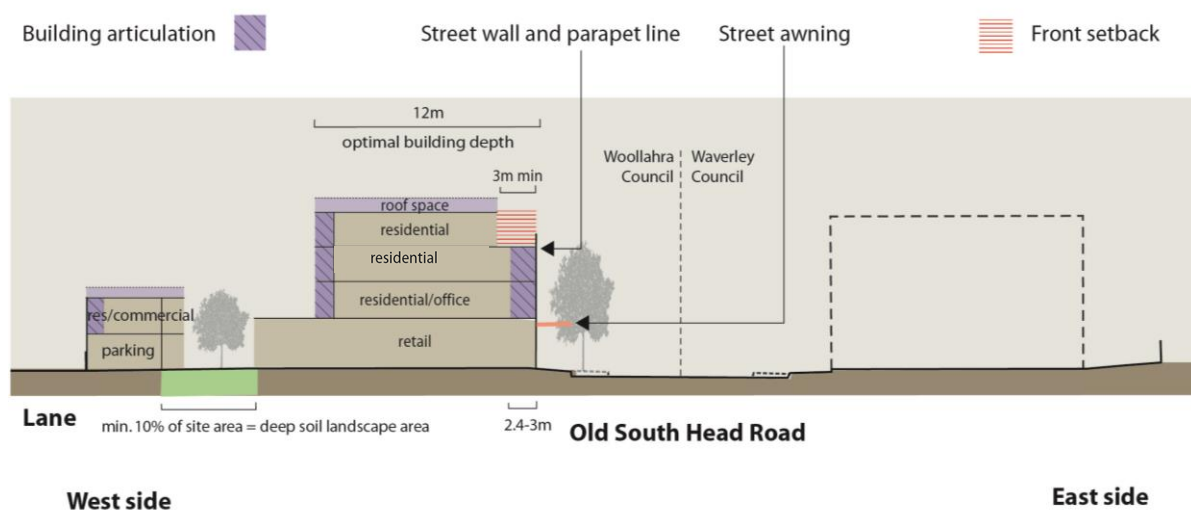 Building articulation
Street wall and parapet line
Street awning
Front setback
12m
optimal building depth
3m min
Woollahra
Council
Waverley
Council
roof space
residential
residential
residential/office
retail
res/commercial
parking
Lane
min. 10% of site area = deep soil landscape area
2.4-3m
Old South Head Road
West side
East side